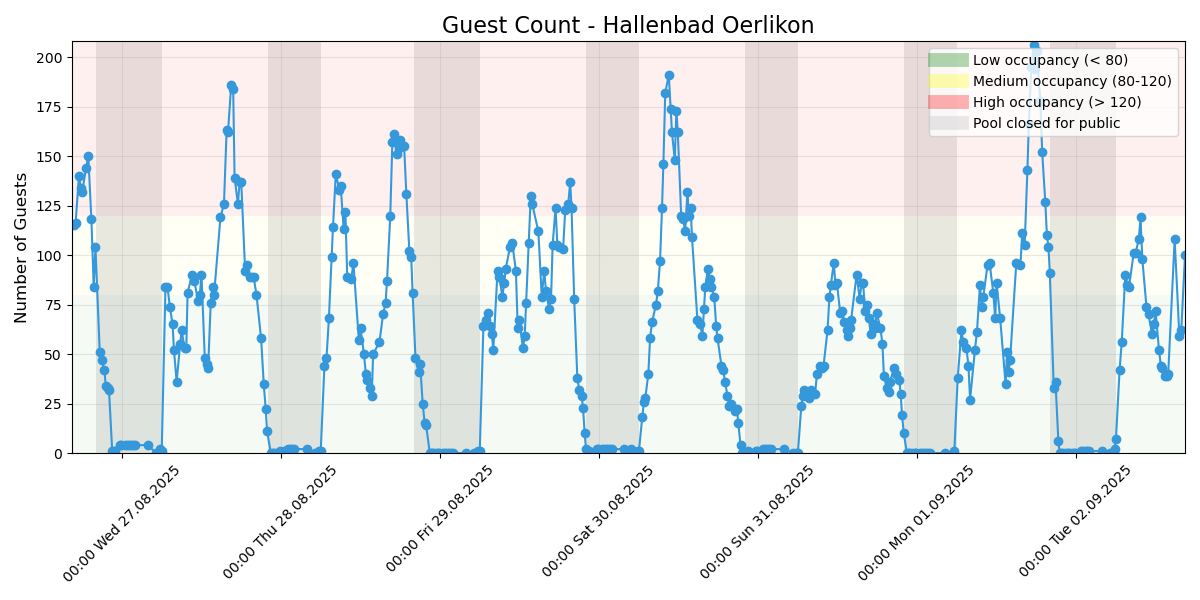 Guest Count - Hallenbad Oerlikon
Number of Guests
200
175
150
125
100
75
50
25
0
Low occupancy (< 80)
Medium occupancy (80-120)
High occupancy (> 120)
Pool closed for public
00:00 Wed 27.08.2025
00:00 Thu 28.08.2025
00:00 Fri 29.08.2025
00:00 Sat 30.08.2025
00:00 Sun 31.08.2025
00:00 Mon 01.09.2025
00:00 Tue 02.09.2025